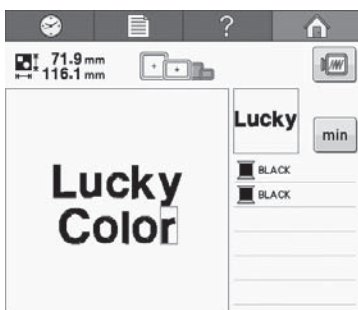 ?
71.9 mm
116.1 mm
Lucky
min
BLACK
BLACK
Lucky
Color